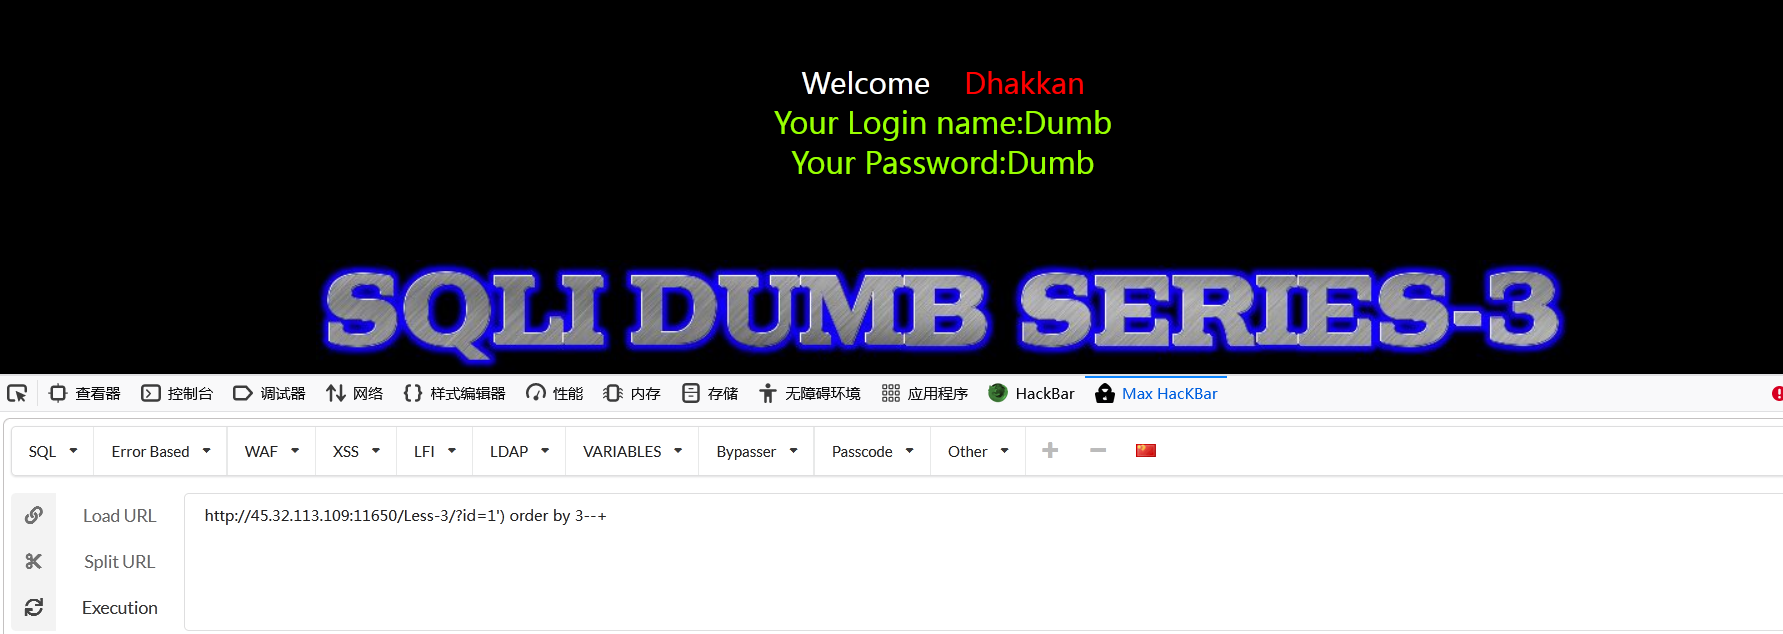 Welcome    Dhakkan
Your Login name:Dumb
Your Password:Dumb
SQLI DUMB SERIES-3
查看器 控制台 调试器 网络 样式编辑器 性能 内存 存储 无障碍环境 应用程序 HackBar Max HacKBar
SQL Error Based WAF XSS LFI LDAP VARIABLES Bypasser Passcode Other
Load URL http://45.32.113.109:11650/Less-3/?id=1') order by 3--+
Split URL
Execution